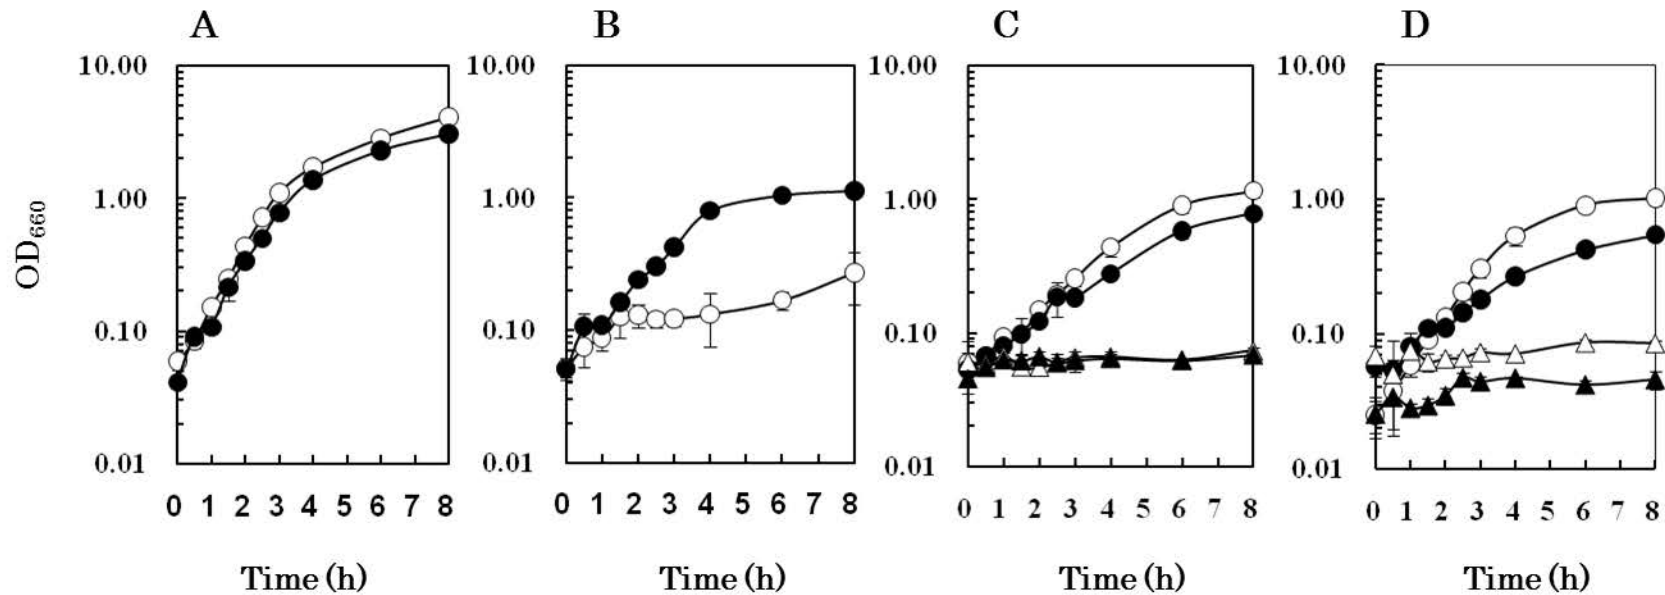 A B C D
10.00 10.00 10.00 10.00
1.00 1.00 1.00 1.00
OD660
0.10 0.10 0.10 0.10
0.01 0.01 0.01 0.01
0 1 2 3 4 5 6 7 8 0 1 2 3 4 5 6 7 8 0 1 2 3 4 5 6 7 8 0 1 2 3 4 5 6 7 8
Time (h) Time (h) Time (h) Time (h)